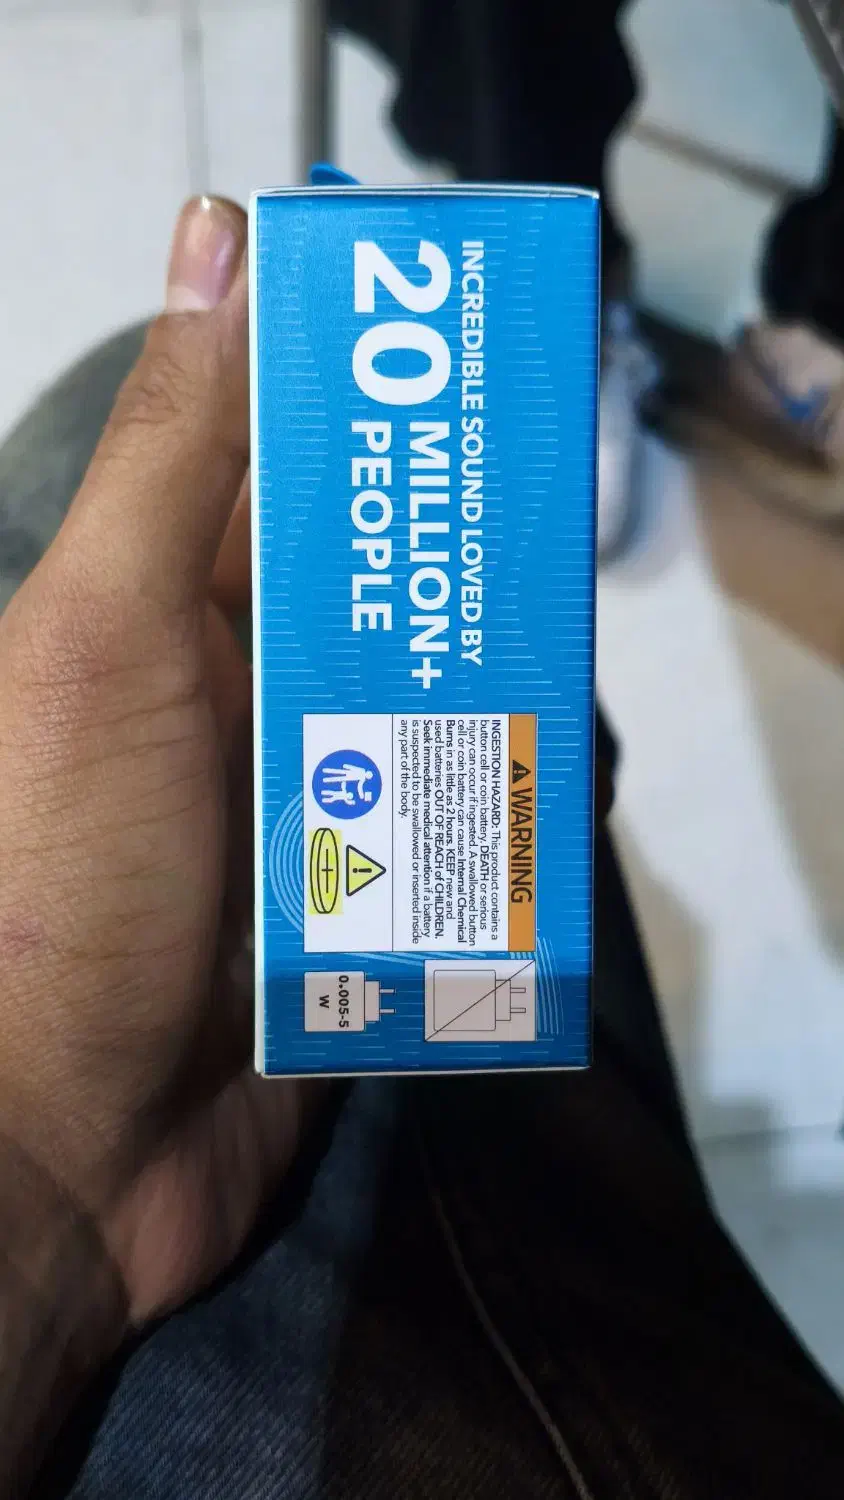 INCREDIBLE SOUND LOVED BY
20 MILLION+
PEOPLE
WARNING
INGESTION HAZARD: This product contains a
button cell or coin battery. DEATH or serious
injury can occur if ingested. A swallowed button
cell or coin battery can cause Internal Chemical
Burns in as little as 2 hours. KEEP new and
used batteries OUT OF REACH of CHILDREN.
Seek immediate medical attention if a battery
is suspected to be swallowed or inserted inside
any part of the body.
0.005-5
W